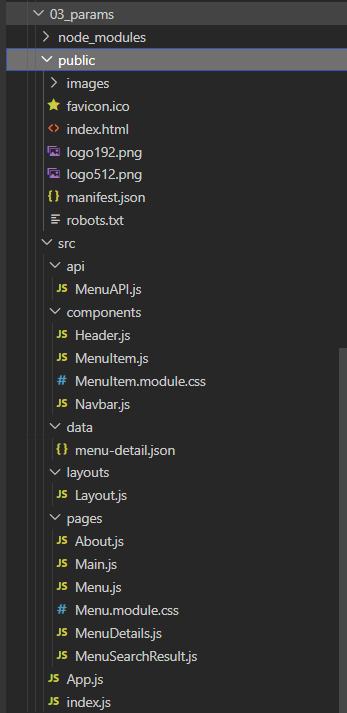 03_params
node_modules
public
images
favicon.ico
<> index.html
logo192.png
logo512.png
manifest.json
robots.txt
src
api
JS MenuAPI.js
components
JS Header.js
JS MenuItem.js
# MenuItem.module.css
JS Navbar.js
data
{} menu-detail.json
layouts
JS Layout.js
pages
JS About.js
JS Main.js
JS Menu.js
# Menu.module.css
JS MenuDetails.js
JS MenuSearchResult.js
JS App.js
JS index.js